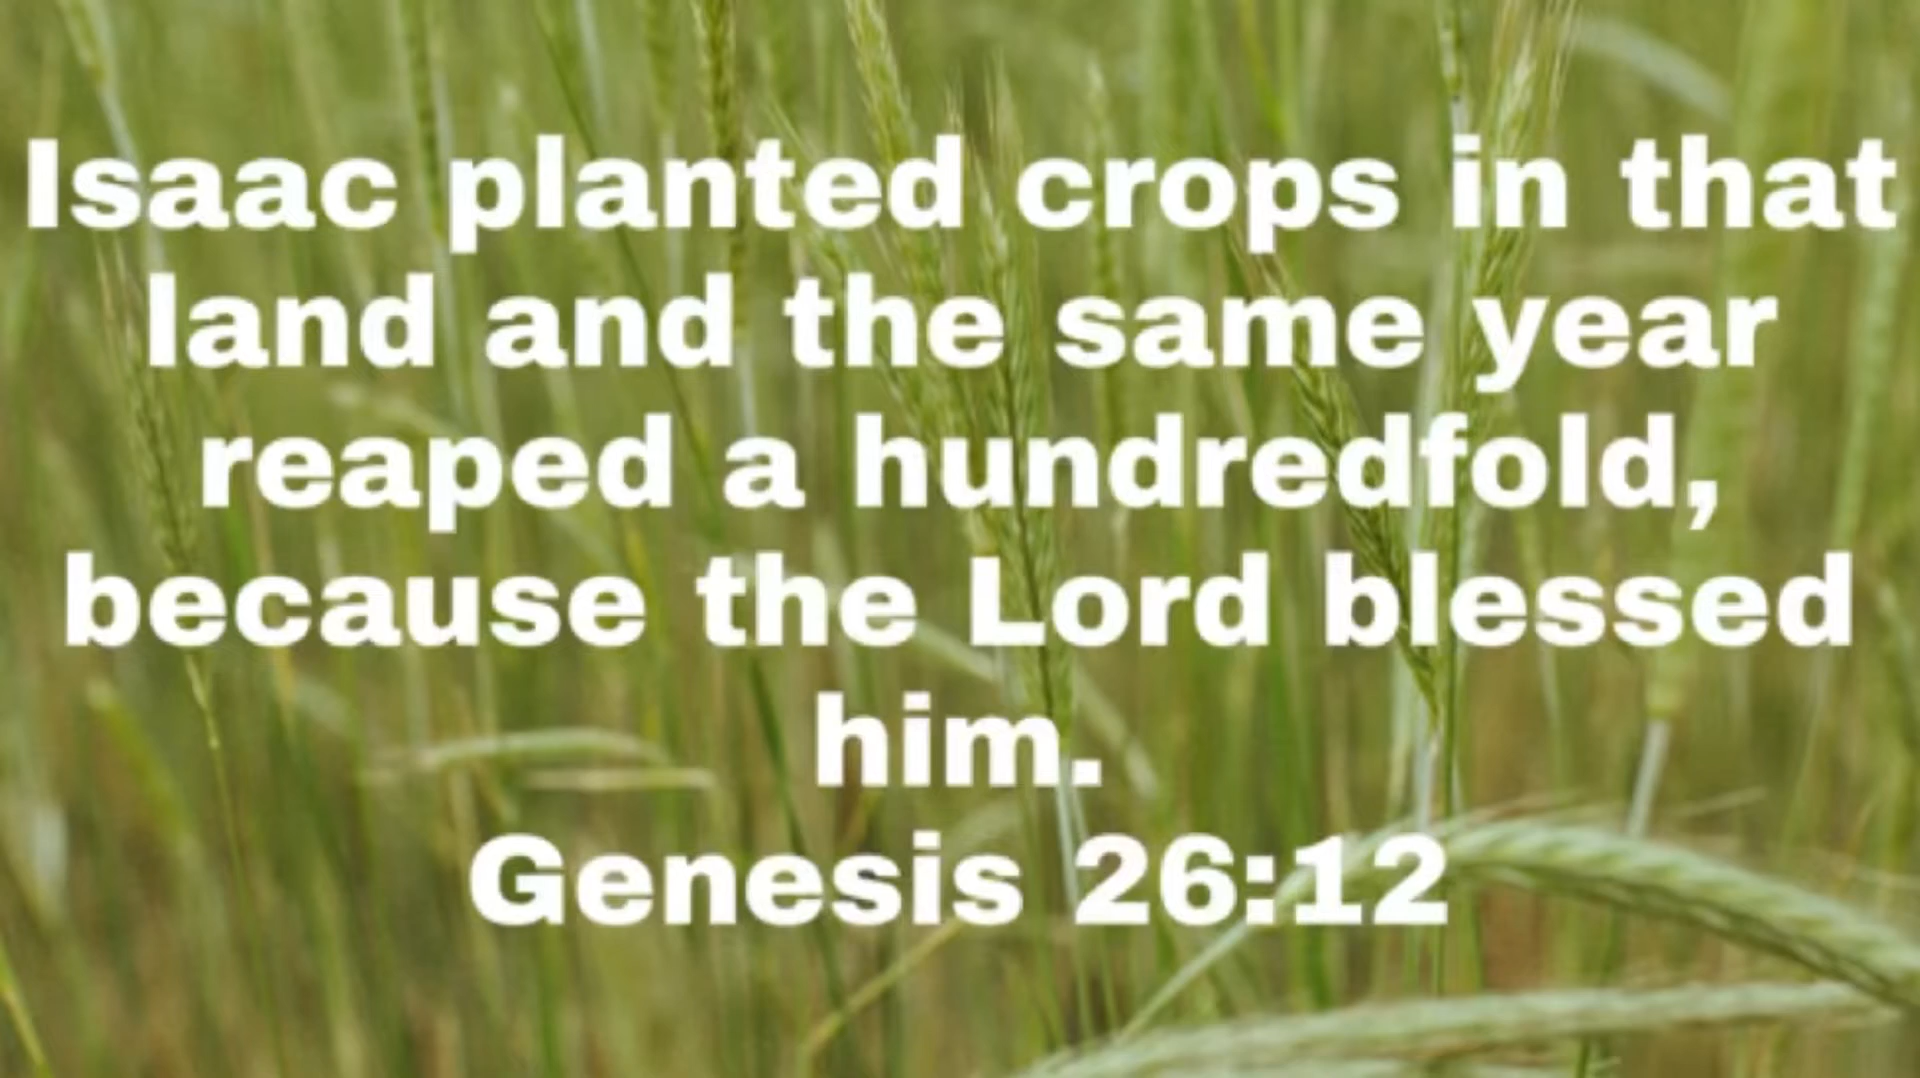 Isaac planted crops in that
land and the same year
reaped a hundredfold,
because the Lord blessed
him.
Genesis 26:12